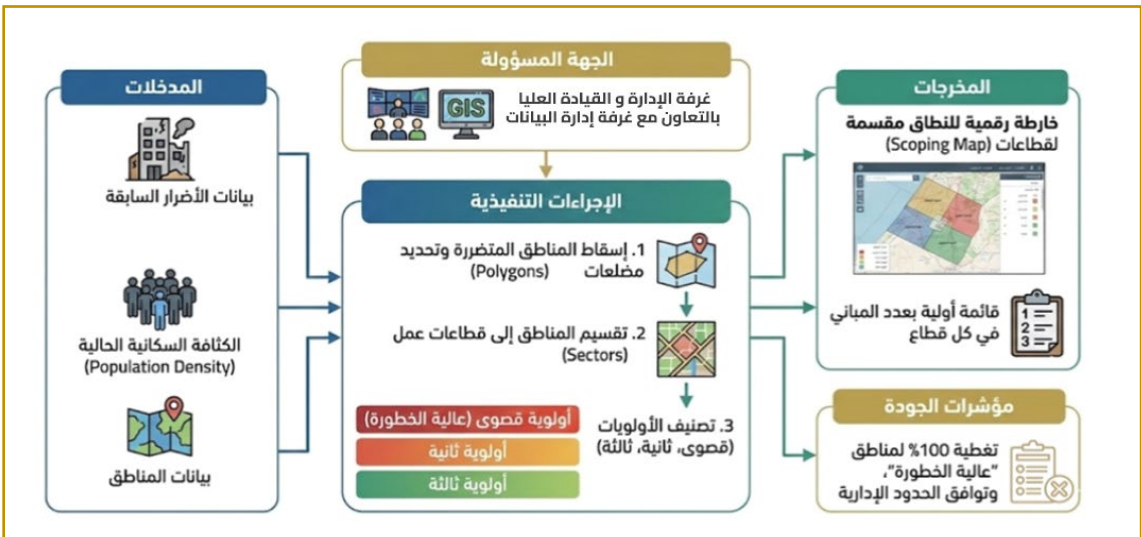 الجهة المسؤولة
غرفة الإدارة و القيادة العليا
بالتعاون مع غرفة إدارة البيانات
GIS
المدخلات
بيانات الأضرار السابقة
الكثافة السكانية الحالية
(Population Density)
بيانات المناطق
الإجراءات التنفيذية
1. إسقاط المناطق المتضررة وتحديد
مضلعات (Polygons)
2. تقسيم المناطق إلى قطاعات عمل
(Sectors)
3. تصنيف الأولويات
(قصوى، ثانية، ثالثة)
أولوية قصوى (عالية الخطورة)
أولوية ثانية
أولوية ثالثة
المخرجات
خارطة رقمية للنطاق مقسمة
لقطاعات (Scoping Map)
قائمة أولية بعدد المباني
في كل قطاع
1
2
3
مؤشرات الجودة
تغطية 100% لمناطق
"عالية الخطورة"،
وتوافق الحدود الإدارية